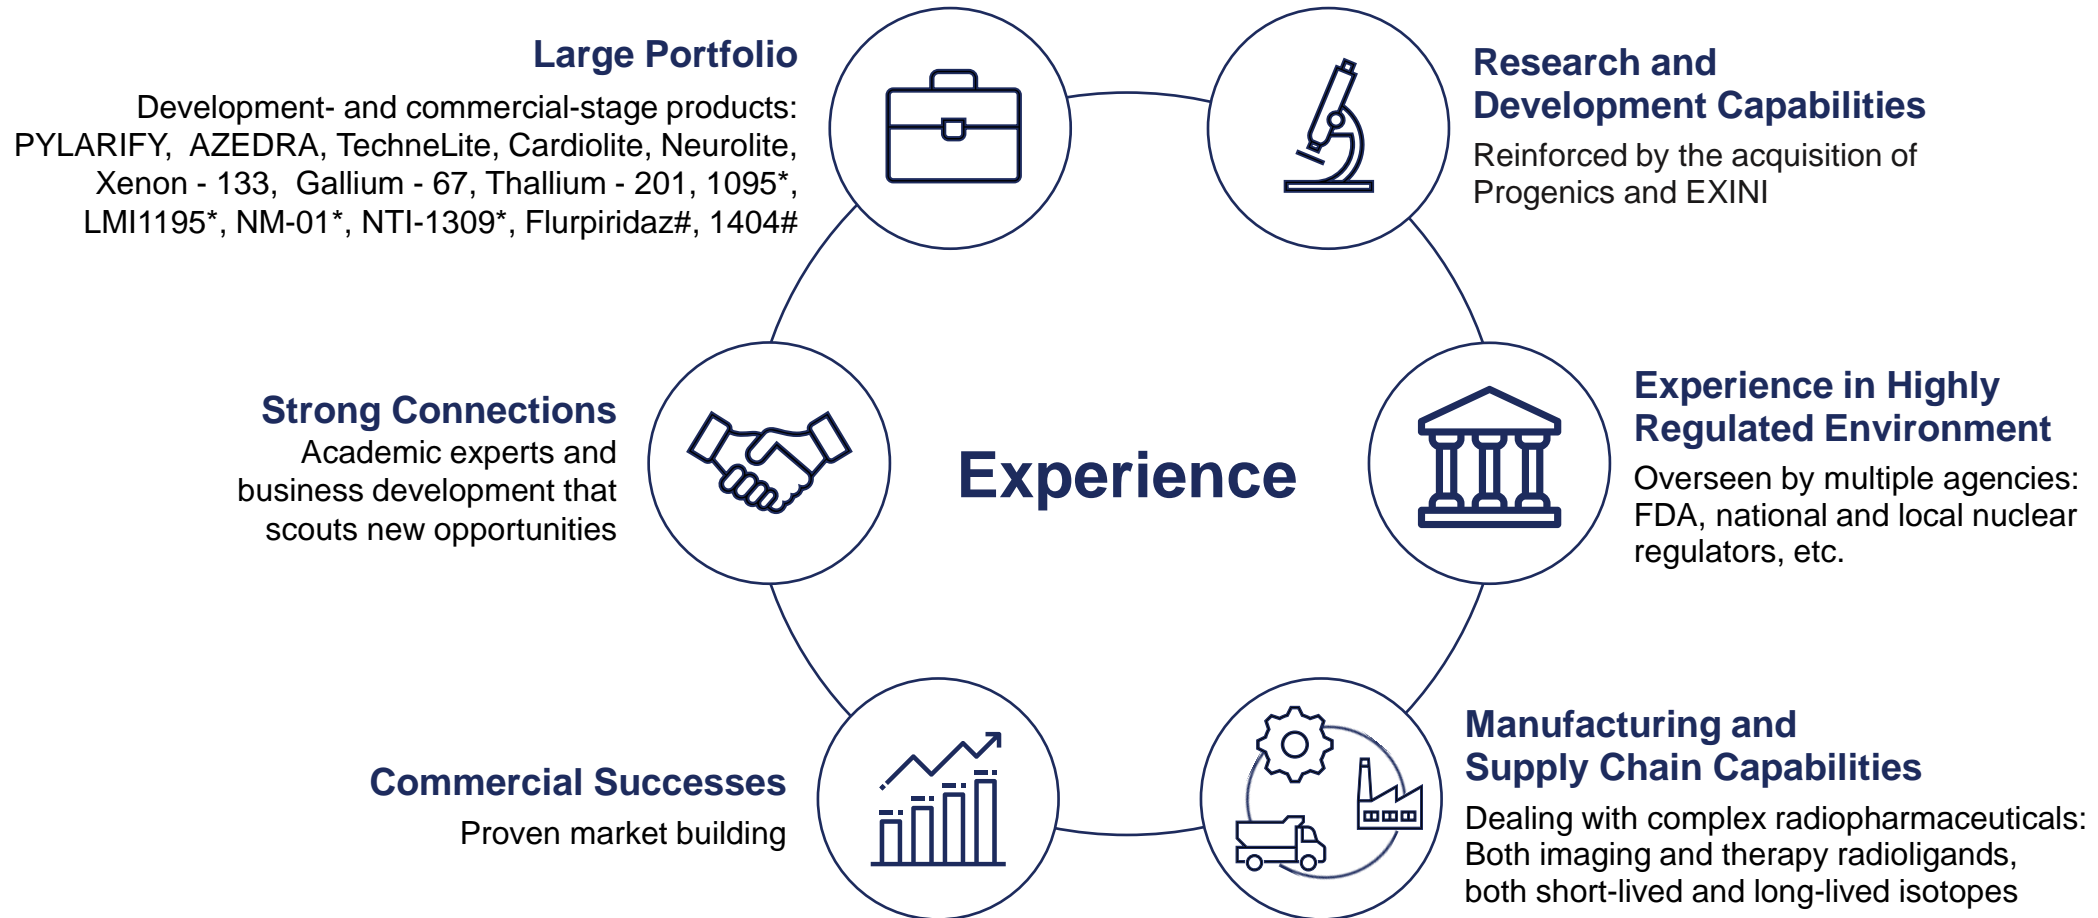 Large Portfolio
Development- and commercial-stage products:
PYLARIFY,  AZEDRA, TechneLite, Cardiolite, Neurolite,
Xenon - 133,  Gallium - 67, Thallium - 201, 1095*,
LMI1195*, NM-01*, NTI-1309*, Flurpiridaz#, 1404#
Research and
Development Capabilities
Reinforced by the acquisition of
Progenics and EXINI
Strong Connections
Academic experts and
business development that
scouts new opportunities
Experience
Experience in Highly
Regulated Environment
Overseen by multiple agencies:
FDA, national and local nuclear
regulators, etc.
Commercial Successes
Proven market building
Manufacturing and
Supply Chain Capabilities
Dealing with complex radiopharmaceuticals:
Both imaging and therapy radioligands,
both short-lived and long-lived isotopes